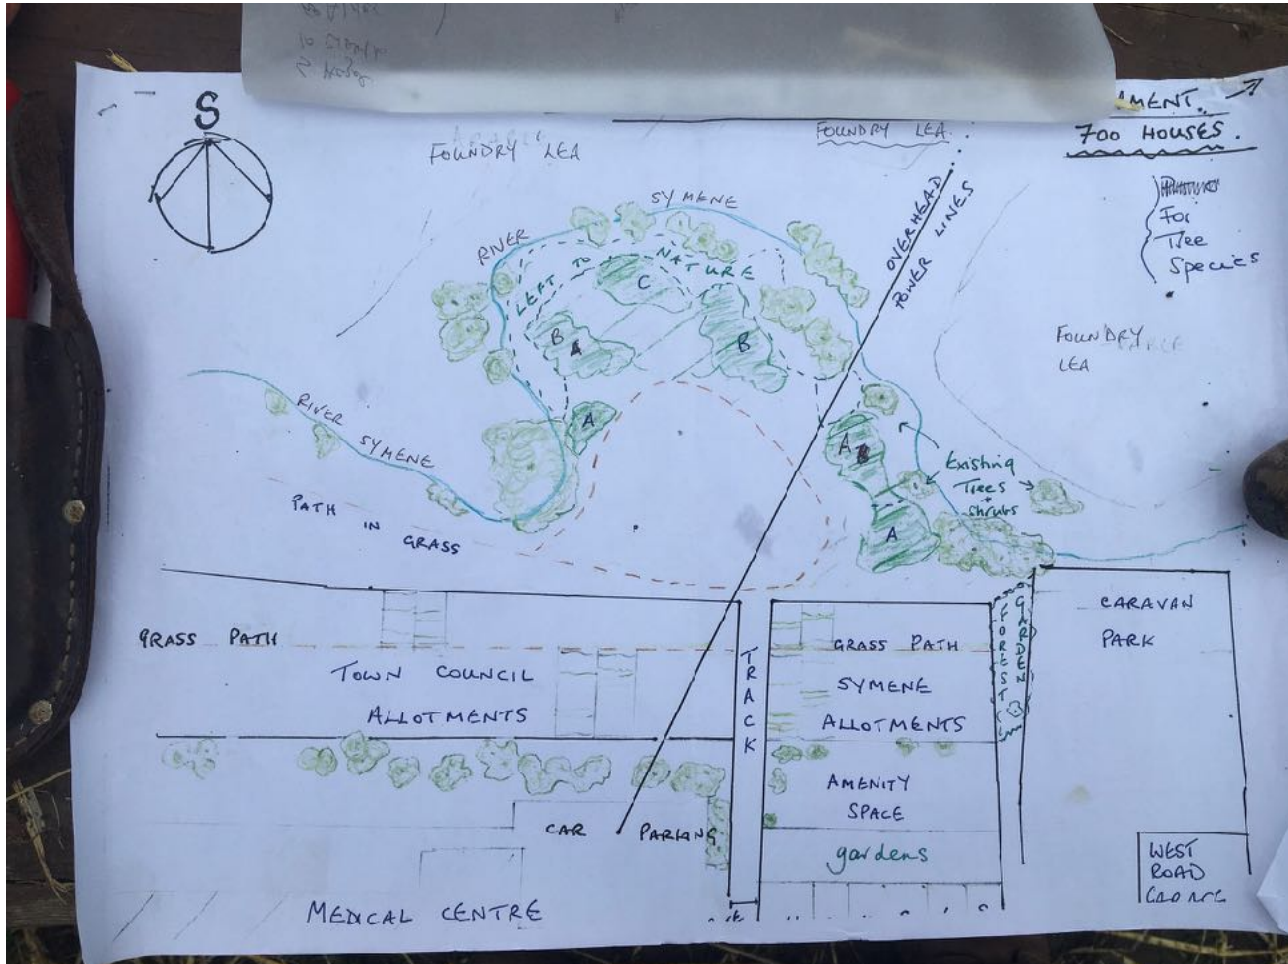 S
AMENT.
700 HOUSES.
For
Tree
Species
FOUNDRY LEA
FOUNDRY LEA
OVERHEAD
POWER LINES
RIVER SYMENE
LEFT TO NATURE
C
B
B
A
A
A
FOUNDRY
LEA
Existing
Trees
+
Shrubs
RIVER SYMENE
PATH IN GRASS
GRASS PATH
TOWN COUNCIL
ALLOTMENTS
TRACK
GRASS PATH
SYMENE
ALLOTMENTS
FOREST
GARDEN
CARAVAN
PARK
AMENITY
SPACE
CAR PARKING
gardens
MEDICAL CENTRE
WEST
ROAD